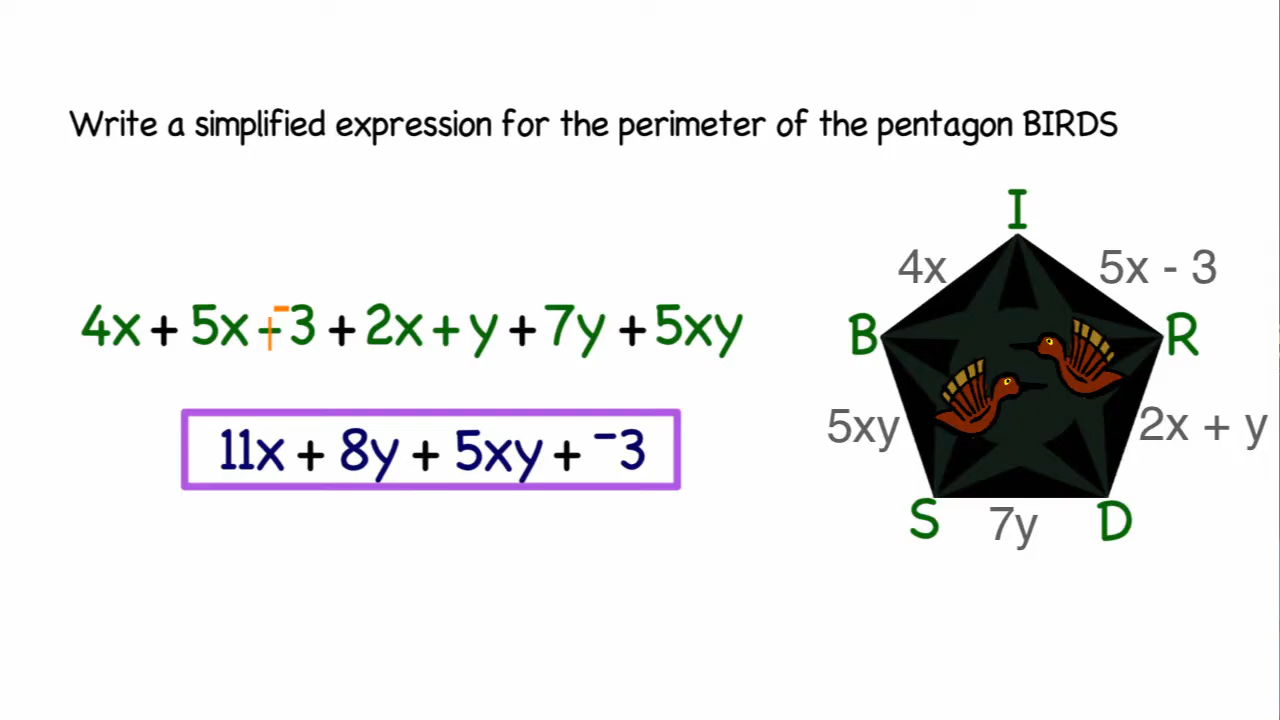 Write a simplified expression for the perimeter of the pentagon BIRDS
I
4x
5x - 3
4x + 5x + ⁻3 + 2x + y + 7y + 5xy
B
R
5xy
2x + y
11x + 8y + 5xy + ⁻3
S
7y
D